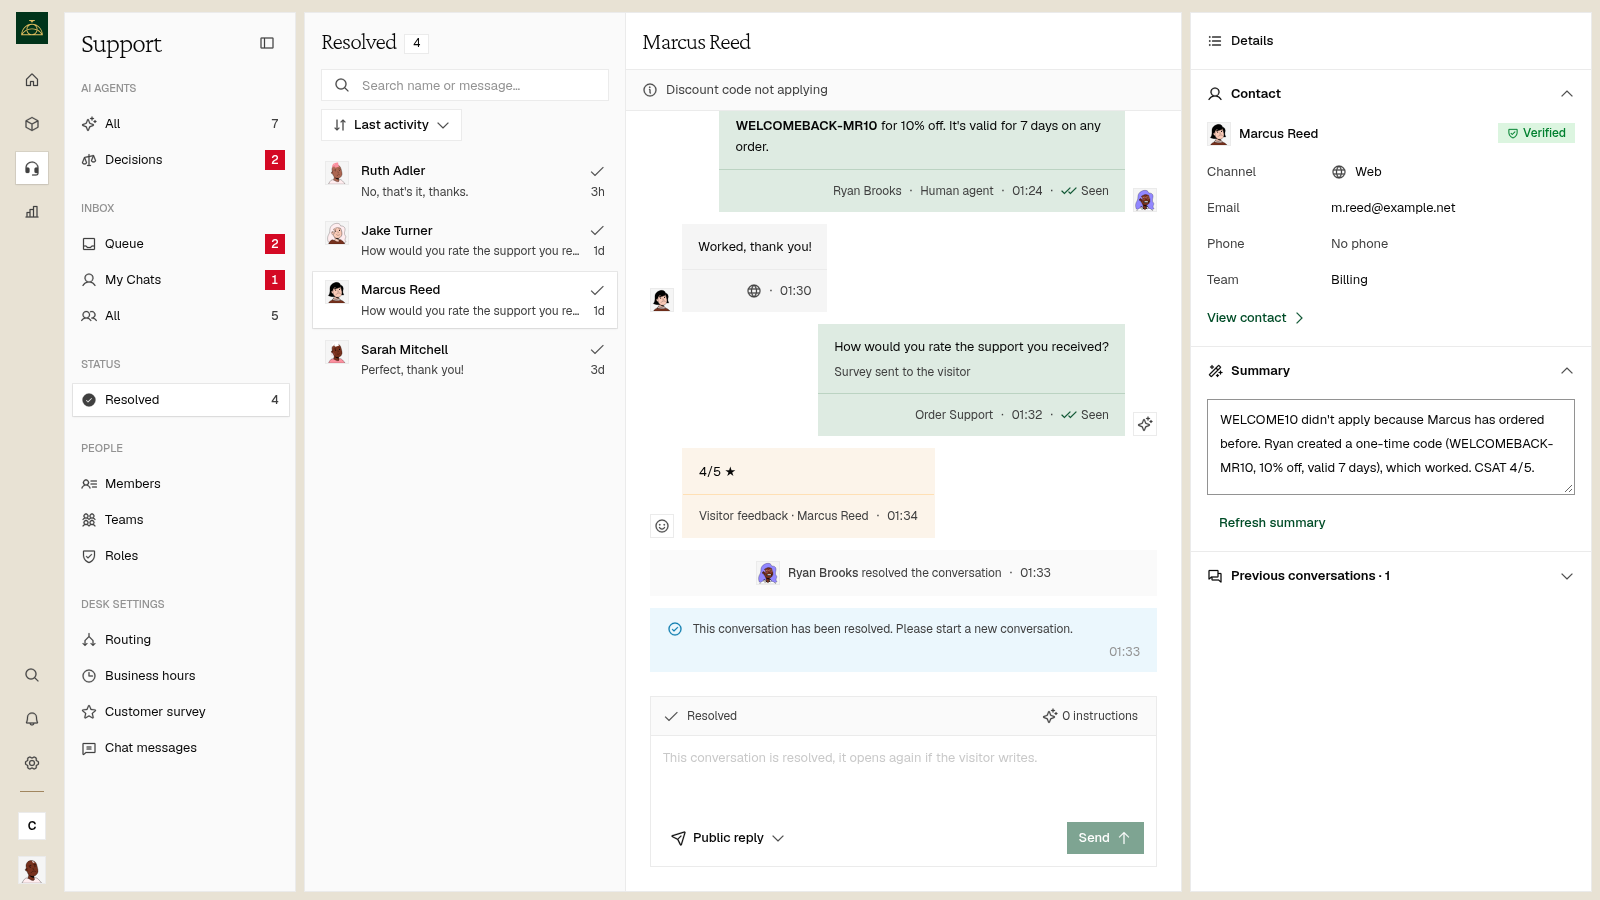 Support
AI AGENTS
All 7
Decisions 2
INBOX
Queue 2
My Chats 1
All 5
STATUS
Resolved 4
PEOPLE
Members
Teams
Roles
DESK SETTINGS
Routing
Business hours
Customer survey
Chat messages
C
Resolved 4
Search name or message...
Last activity
Ruth Adler
No, that's it, thanks. 3h
Jake Turner
How would you rate the support you re... 1d
Marcus Reed
How would you rate the support you re... 1d
Sarah Mitchell
Perfect, thank you! 3d
Marcus Reed
Discount code not applying
WELCOMEBACK-MR10 for 10% off. It's valid for 7 days on any
order.
Ryan Brooks · Human agent · 01:24 · Seen
Worked, thank you!
· 01:30
How would you rate the support you received?
Survey sent to the visitor
Order Support · 01:32 · Seen
4/5 ★
Visitor feedback · Marcus Reed · 01:34
Ryan Brooks resolved the conversation · 01:33
This conversation has been resolved. Please start a new conversation.
01:33
Resolved 0 instructions
This conversation is resolved, it opens again if the visitor writes.
Public reply Send
Details
Contact
Marcus Reed Verified
Channel Web
Email m.reed@example.net
Phone No phone
Team Billing
View contact
Summary
WELCOME10 didn't apply because Marcus has ordered
before. Ryan created a one-time code (WELCOMEBACK-
MR10, 10% off, valid 7 days), which worked. CSAT 4/5.
Refresh summary
Previous conversations · 1